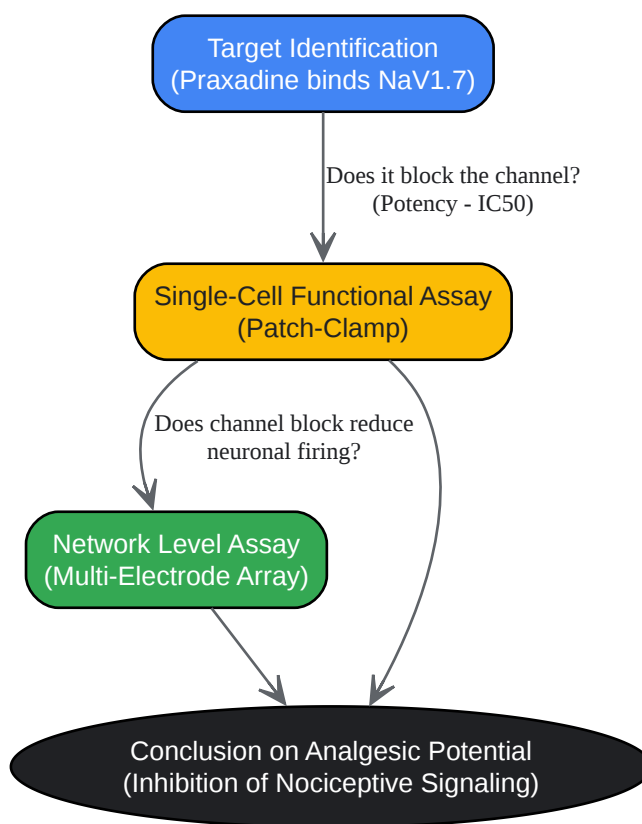 Target Identification
(Praxadine binds NaV1.7)
Does it block the channel?
(Potency - IC50)
Single-Cell Functional Assay
(Patch-Clamp)
Does channel block reduce
neuronal firing?
Network Level Assay
(Multi-Electrode Array)
Conclusion on Analgesic Potential
(Inhibition of Nociceptive Signaling)